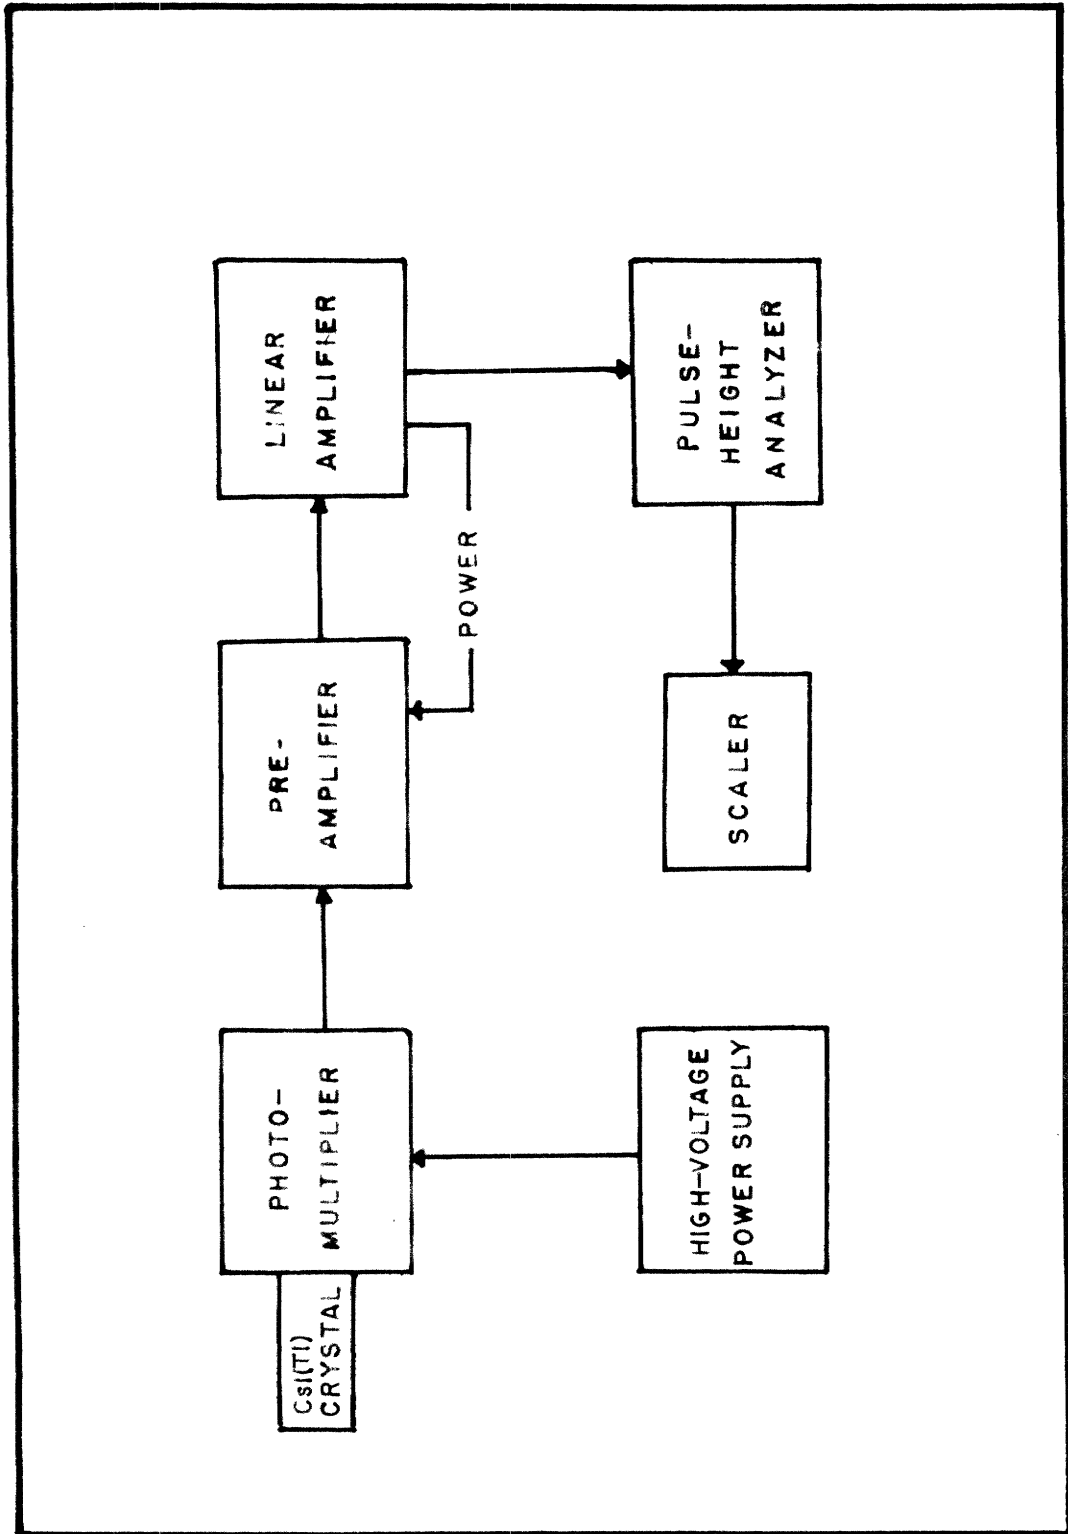 CsI(Tl)
CRYSTAL
PHOTO-
MULTIPLIER
PRE-
AMPLIFIER
LINEAR
AMPLIFIER
POWER
HIGH-VOLTAGE
POWER SUPPLY
SCALER
PULSE-
HEIGHT
ANALYZER